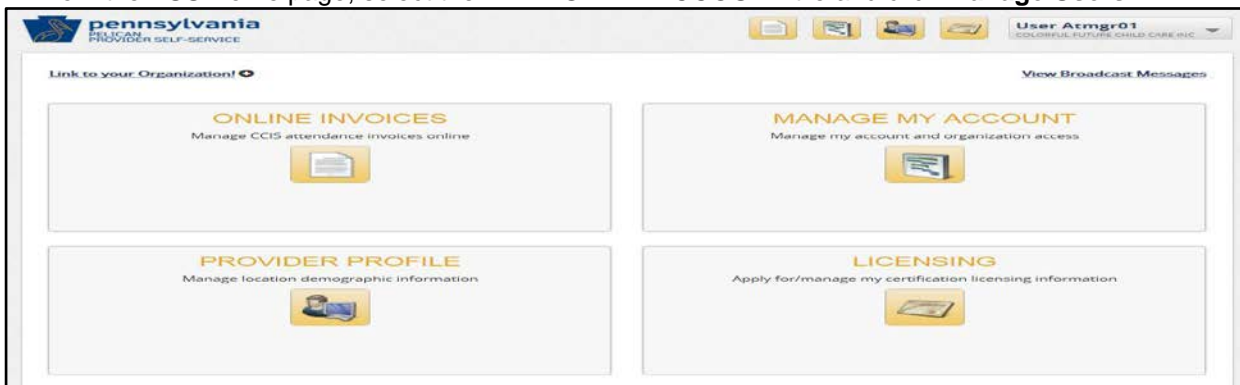 pennsylvania
PELICAN
PROVIDER SELF-SERVICE
User Atmgr01
COLORFUL FUTURE CHILD CARE INC
Link to your Organization!
View Broadcast Messages
ONLINE INVOICES
Manage CCIS attendance invoices online
MANAGE MY ACCOUNT
Manage my account and organization access
PROVIDER PROFILE
Manage location demographic information
LICENSING
Apply for/manage my certification licensing information